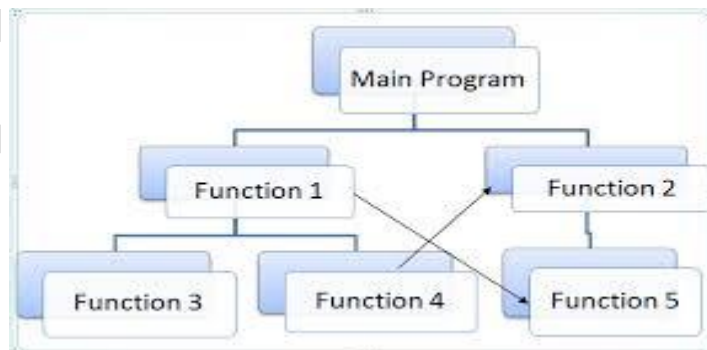 Main Program
Function 1
Function 2
Function 3
Function 4
Function 5